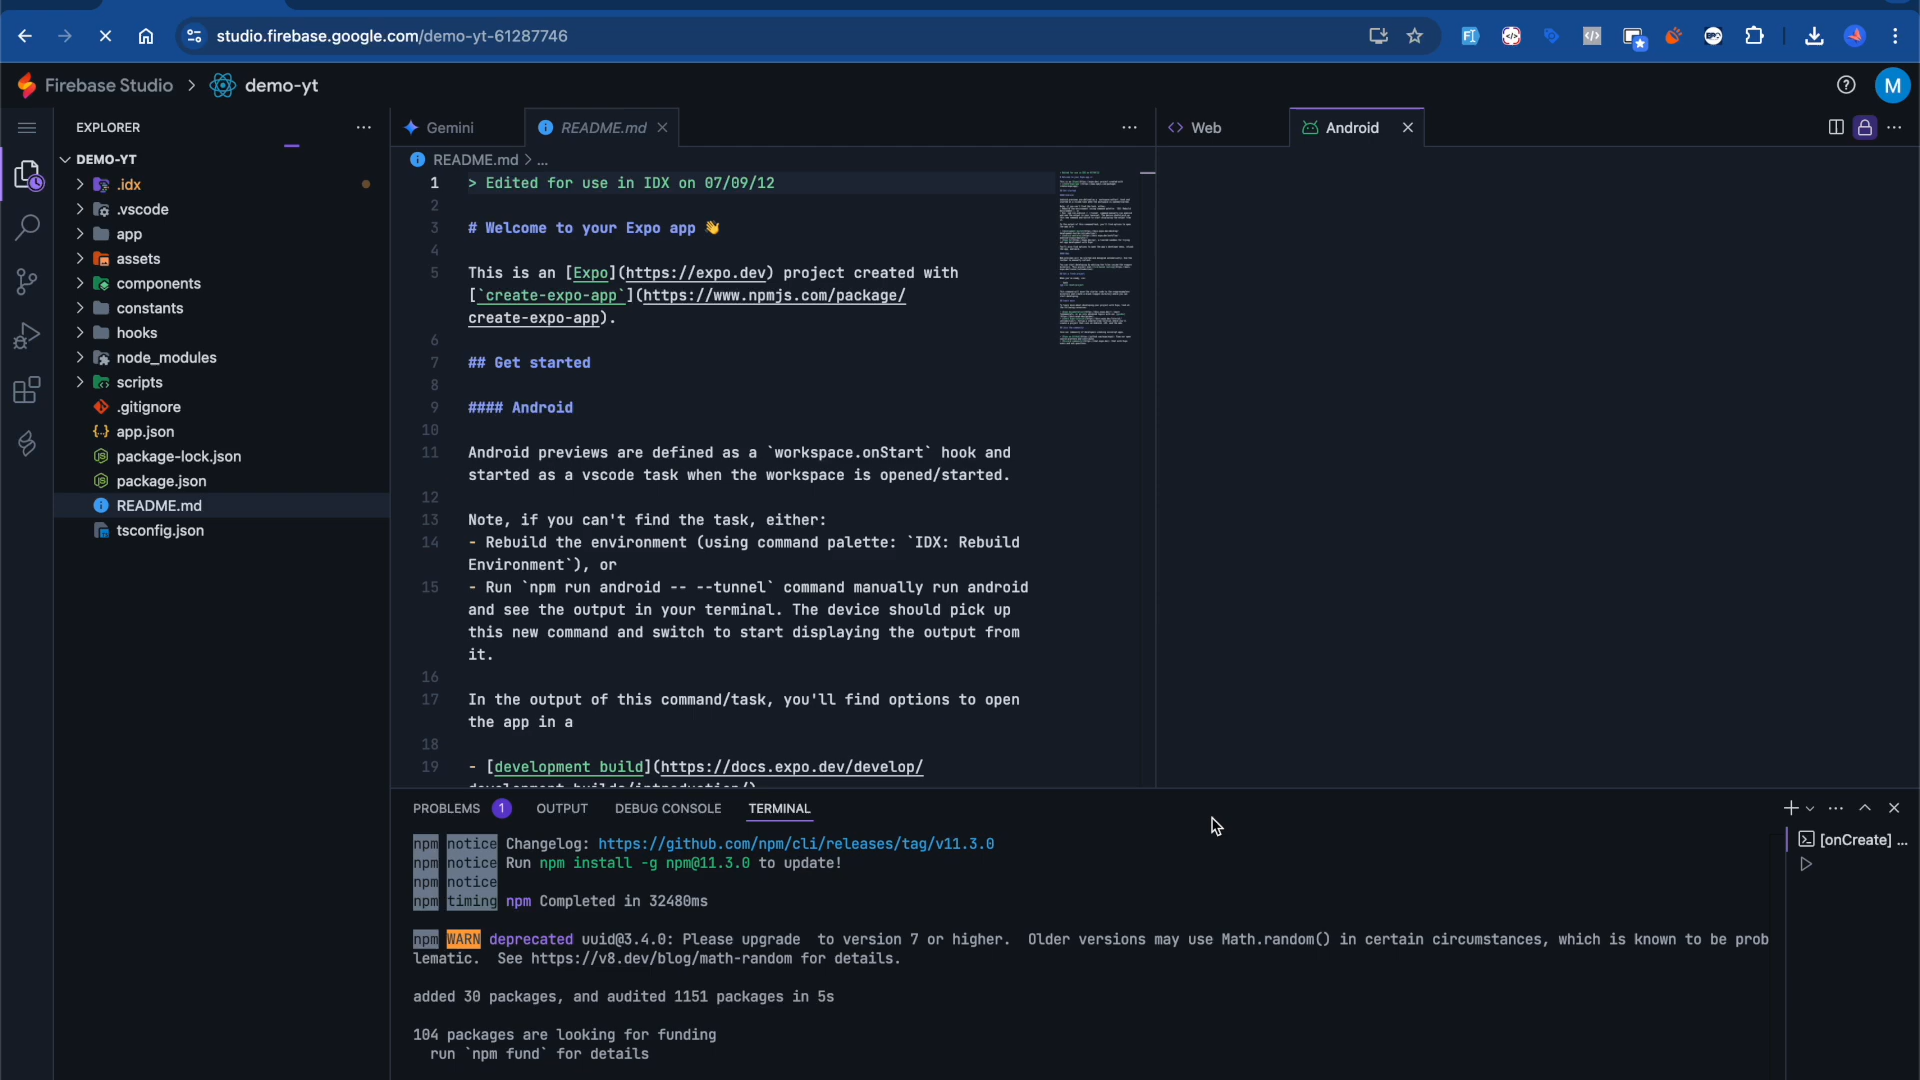 studio.firebase.google.com/demo-yt-61287746
Firebase Studio > demo-yt
M
EXPLORER
DEMO-YT
.idx
.vscode
app
assets
components
constants
hooks
node_modules
scripts
.gitignore
app.json
package-lock.json
package.json
README.md
tsconfig.json
Gemini
README.md
README.md > ...
1 > Edited for use in IDX on 07/09/12
2
3 # Welcome to your Expo app 👋
4
5 This is an [Expo](https://expo.dev) project created with
[`create-expo-app`](https://www.npmjs.com/package/
create-expo-app).
6
7 ## Get started
8
9 #### Android
10
11 Android previews are defined as a `workspace.onStart` hook and
started as a vscode task when the workspace is opened/started.
12
13 Note, if you can't find the task, either:
14 - Rebuild the environment (using command palette: `IDX: Rebuild
Environment`), or
15 - Run `npm run android -- --tunnel` command manually run android
and see the output in your terminal. The device should pick up
this new command and switch to start displaying the output from
it.
16
17 In the output of this command/task, you'll find options to open
the app in a
18
19 - [development build](https://docs.expo.dev/develop/
Web
Android
PROBLEMS 1
OUTPUT
DEBUG CONSOLE
TERMINAL
npm notice Changelog: https://github.com/npm/cli/releases/tag/v11.3.0
npm notice Run npm install -g npm@11.3.0 to update!
npm notice
npm timing npm Completed in 32480ms
npm WARN deprecated uuid@3.4.0: Please upgrade  to version 7 or higher.  Older versions may use Math.random() in certain circumstances, which is known to be prob
lematic.  See https://v8.dev/blog/math-random for details.
added 30 packages, and audited 1151 packages in 5s
104 packages are looking for funding
run `npm fund` for details
[onCreate] ...